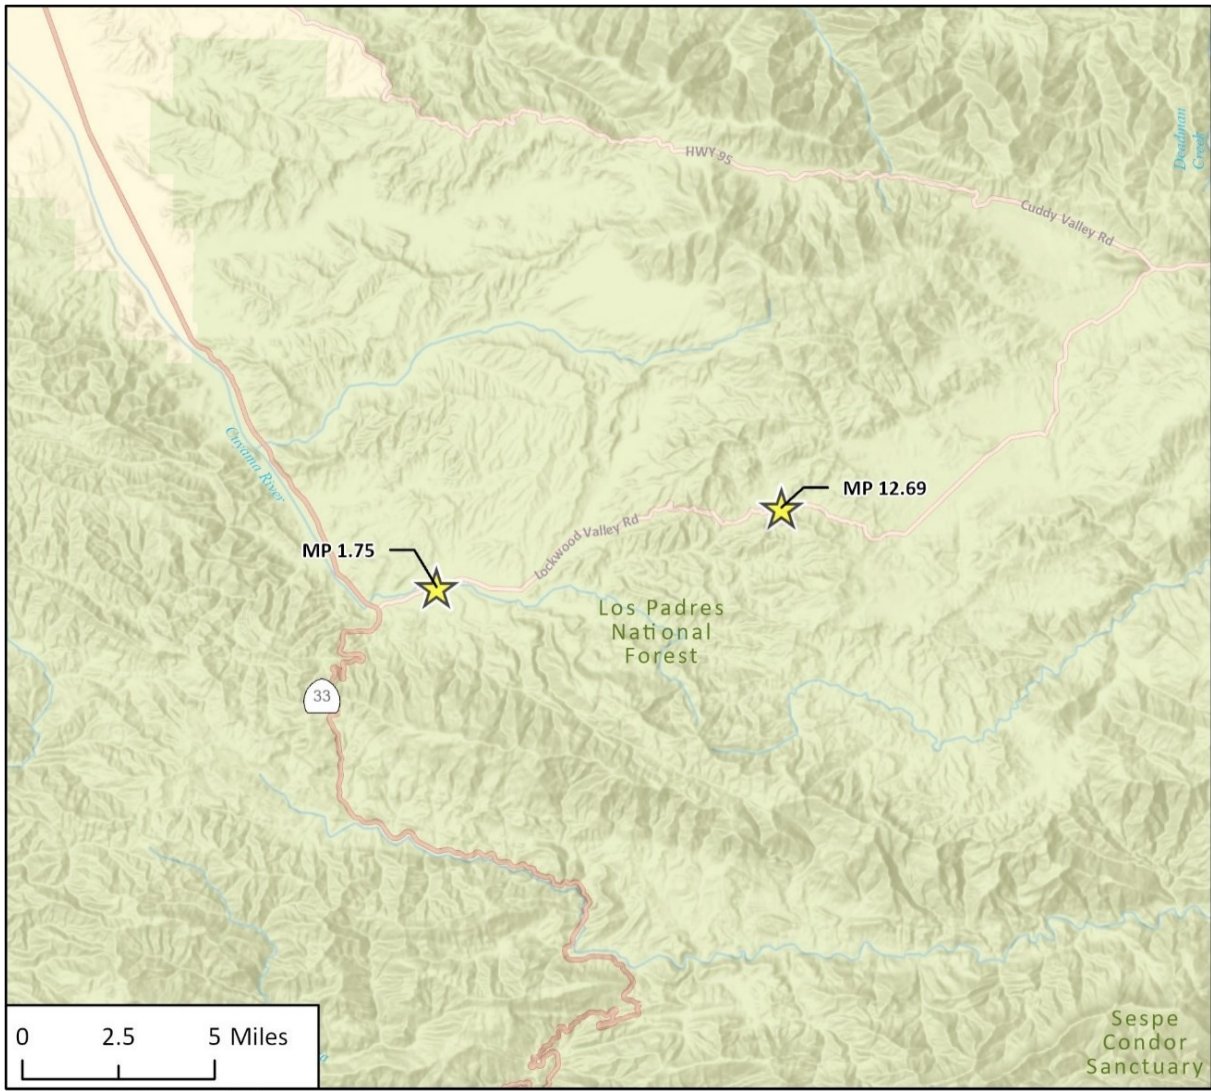 HWY 95
Deadman
Creek
Cuddy Valley Rd
Cuyama River
MP 12.69
Lockwood Valley Rd
MP 1.75
Los Padres
National
Forest
33
Sespe
Condor
Sanctuary
0 2.5 5 Miles